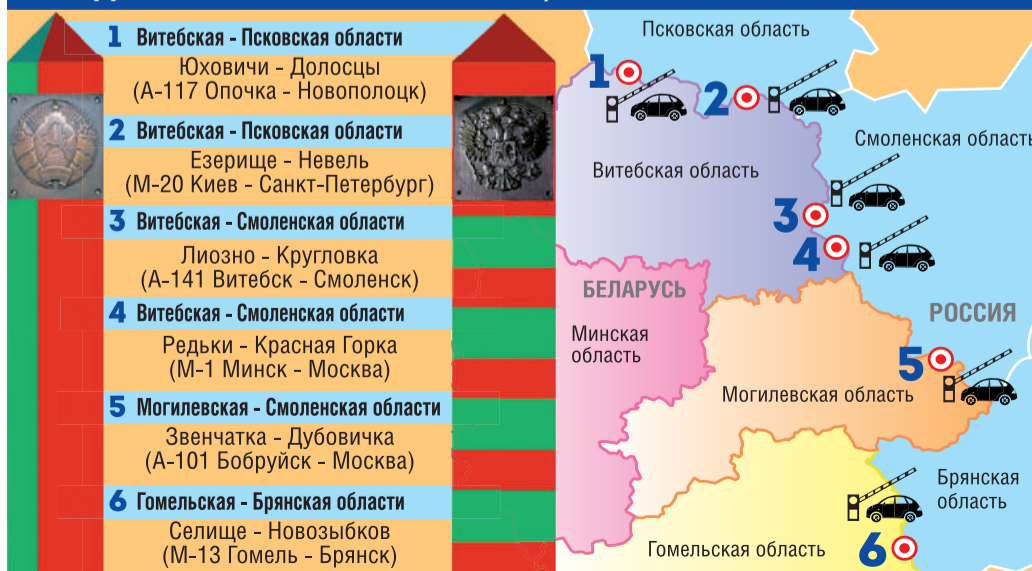 1 Витебская - Псковская области
Юховичи - Долосцы
(А-117 Опочка - Новополоцк)
2 Витебская - Псковская области
Езерище - Невель
(М-20 Киев - Санкт-Петербург)
3 Витебская - Смоленская области
Лиозно - Кругловка
(А-141 Витебск - Смоленск)
4 Витебская - Смоленская области
Редьки - Красная Горка
(М-1 Минск - Москва)
5 Могилевская - Смоленская области
Звенчатка - Дубовичка
(А-101 Бобруйск - Москва)
6 Гомельская - Брянская области
Селище - Новозыбков
(М-13 Гомель - Брянск)
Псковская область
1
2
Смоленская область
Витебская область
3
4
БЕЛАРУСЬ
РОССИЯ
Минская
область
5
Могилевская область
Брянская
область
Гомельская область
6